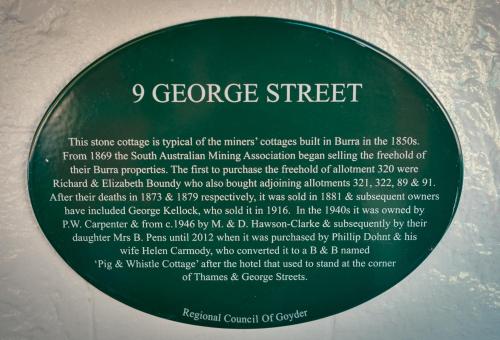 9 GEORGE STREET
This stone cottage is typical of the miners' cottages built in Burra in the 1850s.
From 1869 the South Australian Mining Association began selling the freehold of
their Burra properties. The first to purchase the freehold of allotment 320 were
Richard & Elizabeth Boundy who also bought adjoining allotments 321, 322, 89 & 91.
After their deaths in 1873 & 1879 respectively, it was sold in 1881 & subsequent owners
have included George Kellock, who sold it in 1916. In the 1940s it was owned by
P.W. Carpenter & from c.1946 by M. & D. Hawson-Clarke & subsequently by their
daughter Mrs B. Pens until 2012 when it was purchased by Phillip Dohnt & his
wife Helen Carmody, who converted it to a B & B named
'Pig & Whistle Cottage' after the hotel that used to stand at the corner
of Thames & George Streets.
Regional Council Of Goyder